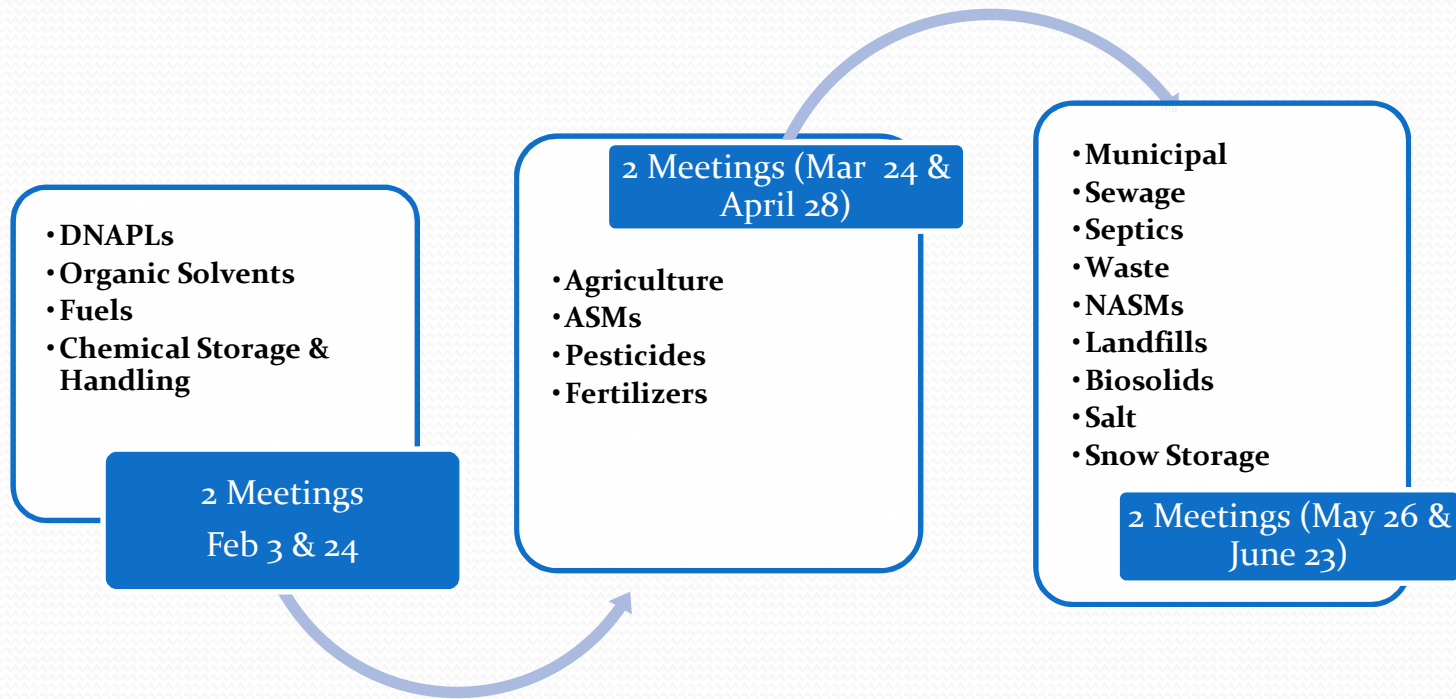 •DNAPLs
•Organic Solvents
•Fuels
•Chemical Storage &
Handling
2 Meetings
Feb 3 & 24
2 Meetings (Mar 24 &
April 28)
•Agriculture
•ASMs
•Pesticides
•Fertilizers
•Municipal
•Sewage
•Septics
•Waste
•NASMs
•Landfills
•Biosolids
•Salt
•Snow Storage
2 Meetings (May 26 &
June 23)